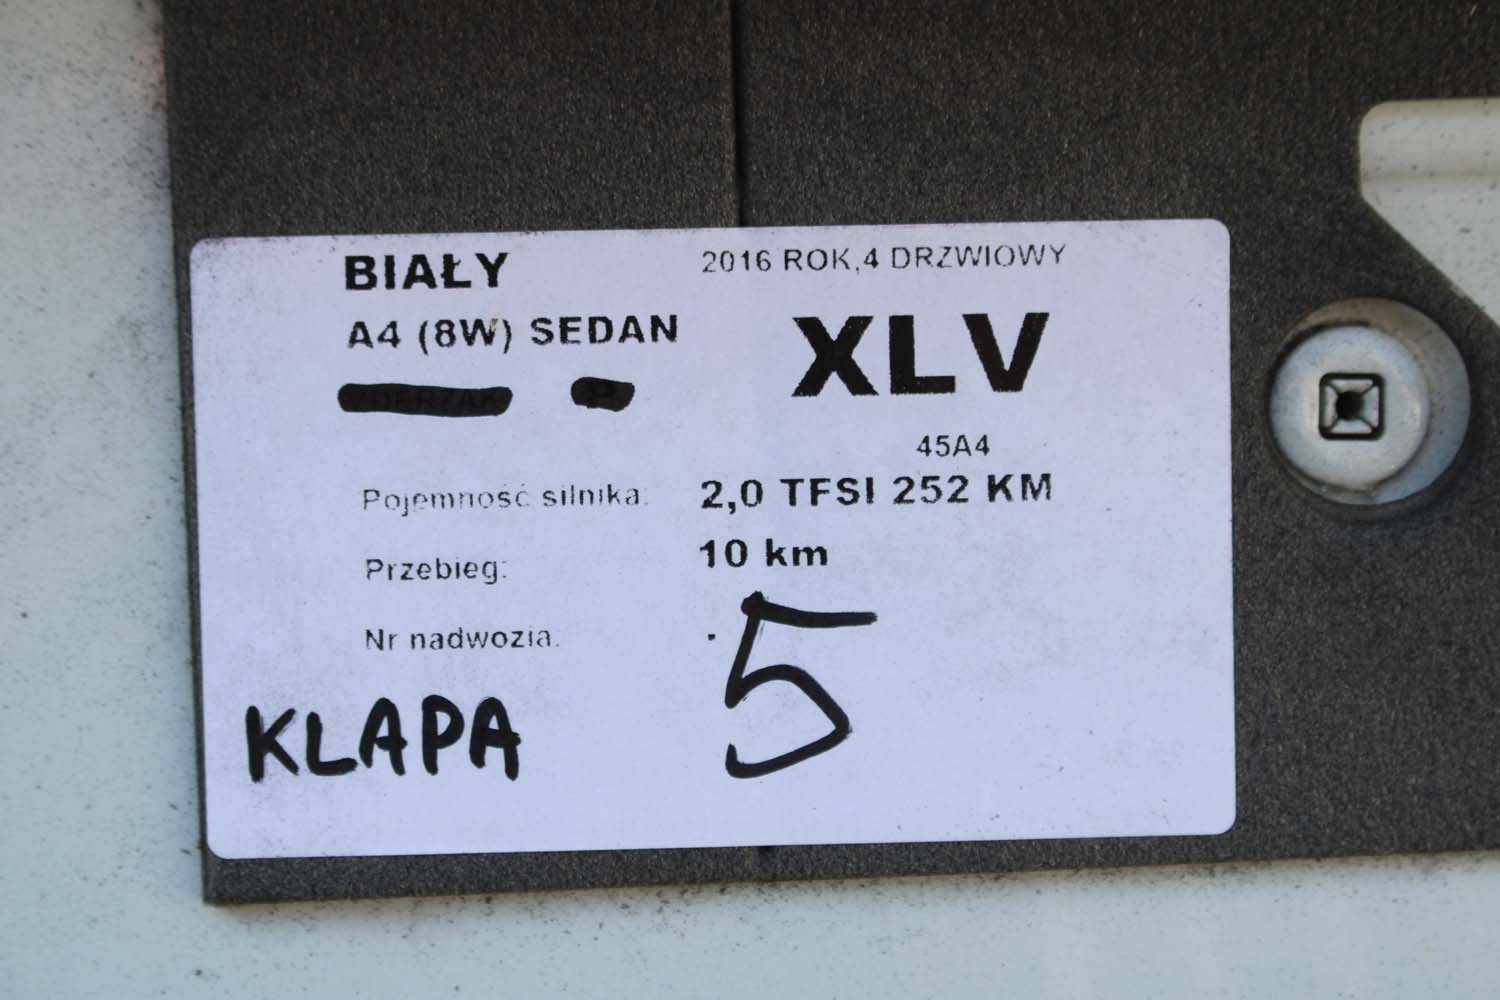 BIAŁY 2016 ROK,4 DRZWIOWY
A4 (8W) SEDAN XLV
ZDERZAK P
45A4
Pojemność silnika: 2,0 TFSI 252 KM
Przebieg: 10 km
Nr nadwozia: 5
KLAPA